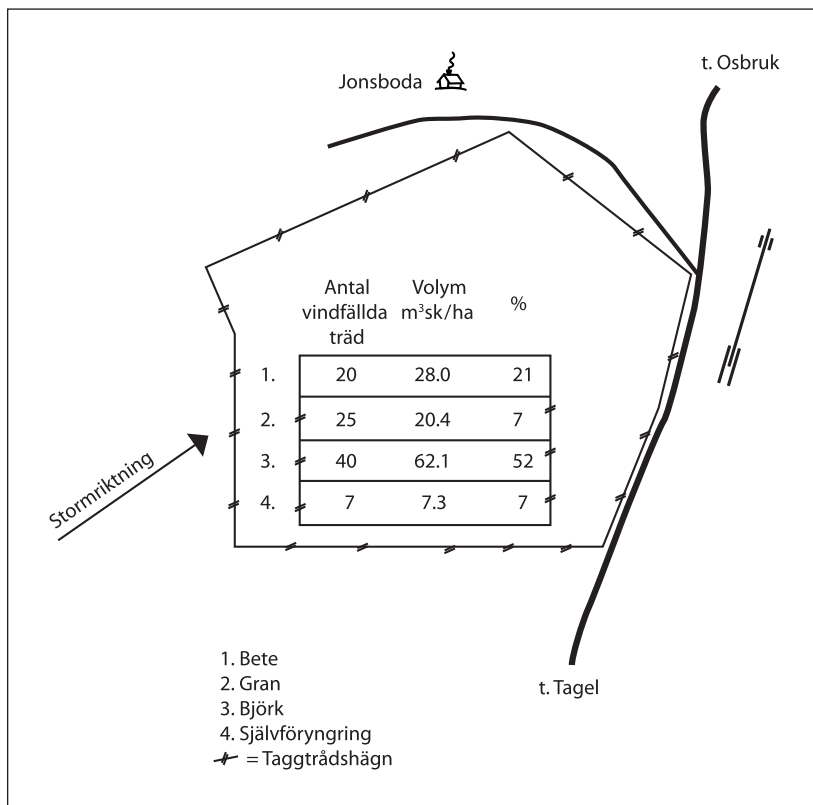 Jonsboda
t. Osbruk
Antal vindfällda träd
Volym m³sk/ha
%
1. 20 28.0 21
2. 25 20.4 7
3. 40 62.1 52
4. 7 7.3 7
Stormriktning
1. Bete
2. Gran
3. Björk
4. Självföryngring
= Taggtrådshägn
t. Tagel